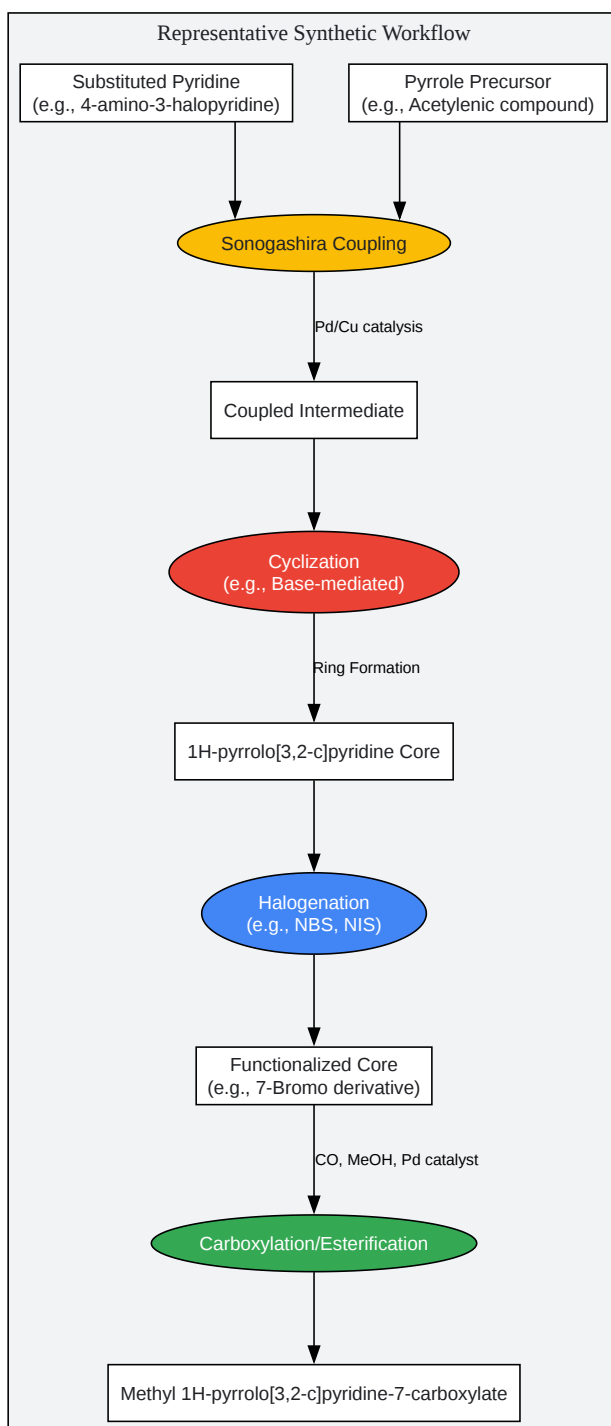 Representative Synthetic Workflow
Substituted Pyridine
(e.g., 4-amino-3-halopyridine)
Pyrrole Precursor
(e.g., Acetylenic compound)
Sonogashira Coupling
Pd/Cu catalysis
Coupled Intermediate
Cyclization
(e.g., Base-mediated)
Ring Formation
1H-pyrrolo[3,2-c]pyridine Core
Halogenation
(e.g., NBS, NIS)
Functionalized Core
(e.g., 7-Bromo derivative)
CO, MeOH, Pd catalyst
Carboxylation/Esterification
Methyl 1H-pyrrolo[3,2-c]pyridine-7-carboxylate